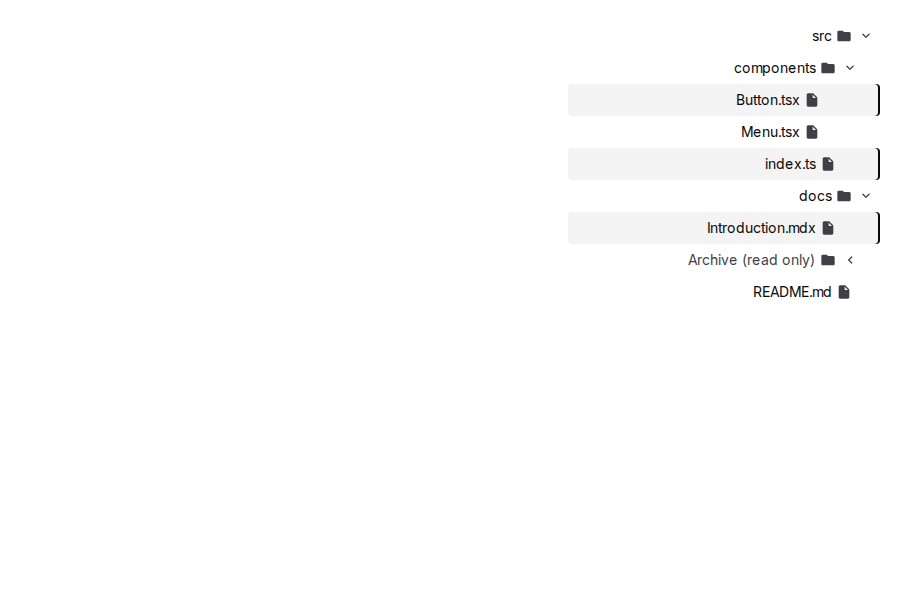 src
components
Button.tsx
Menu.tsx
index.ts
docs
Introduction.mdx
Archive (read only)
README.md